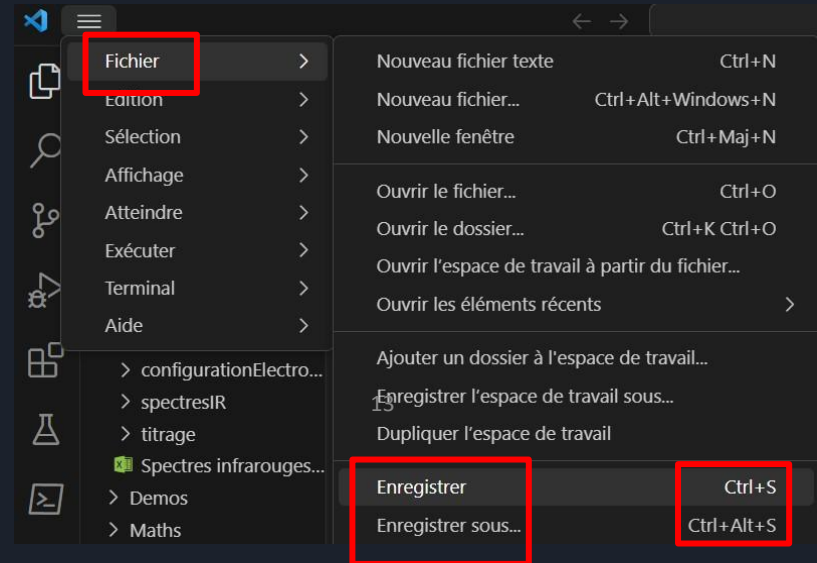 Fichier
Edition
Sélection
Affichage
Atteindre
Exécuter
Terminal
Aide
configurationElectro...
spectresIR
titrage
Spectres infrarouges...
Demos
Maths
Nouveau fichier texte Ctrl+N
Nouveau fichier... Ctrl+Alt+Windows+N
Nouvelle fenêtre Ctrl+Maj+N
Ouvrir le fichier... Ctrl+O
Ouvrir le dossier... Ctrl+K Ctrl+O
Ouvrir l'espace de travail à partir du fichier...
Ouvrir les éléments récents
Ajouter un dossier à l'espace de travail...
Enregistrer l'espace de travail sous...
13
Dupliquer l'espace de travail
Enregistrer Ctrl+S
Enregistrer sous... Ctrl+Alt+S